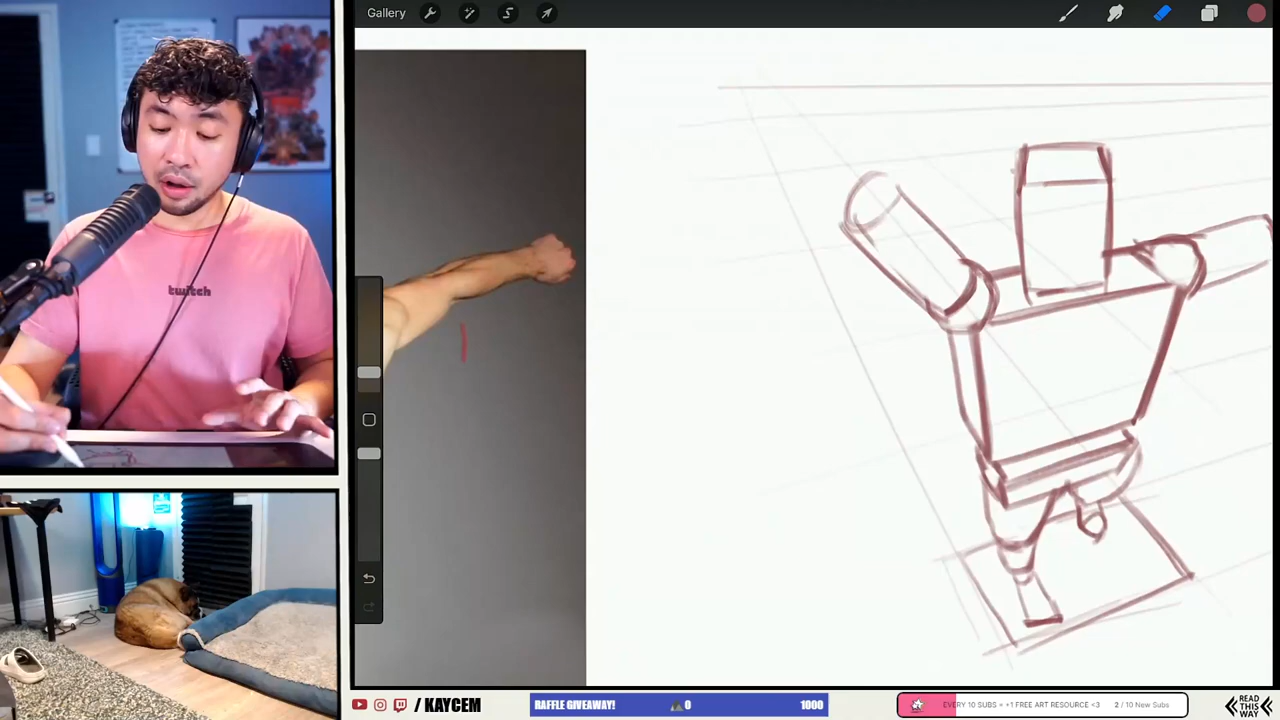 Gallery
twitch
/ KAYCEM
RAFFLE GIVEAWAY!
0
1000
EVERY 10 SUBS = +1 FREE ART RESOURCE <3
2 / 10 New Subs
READ
THIS
WAY